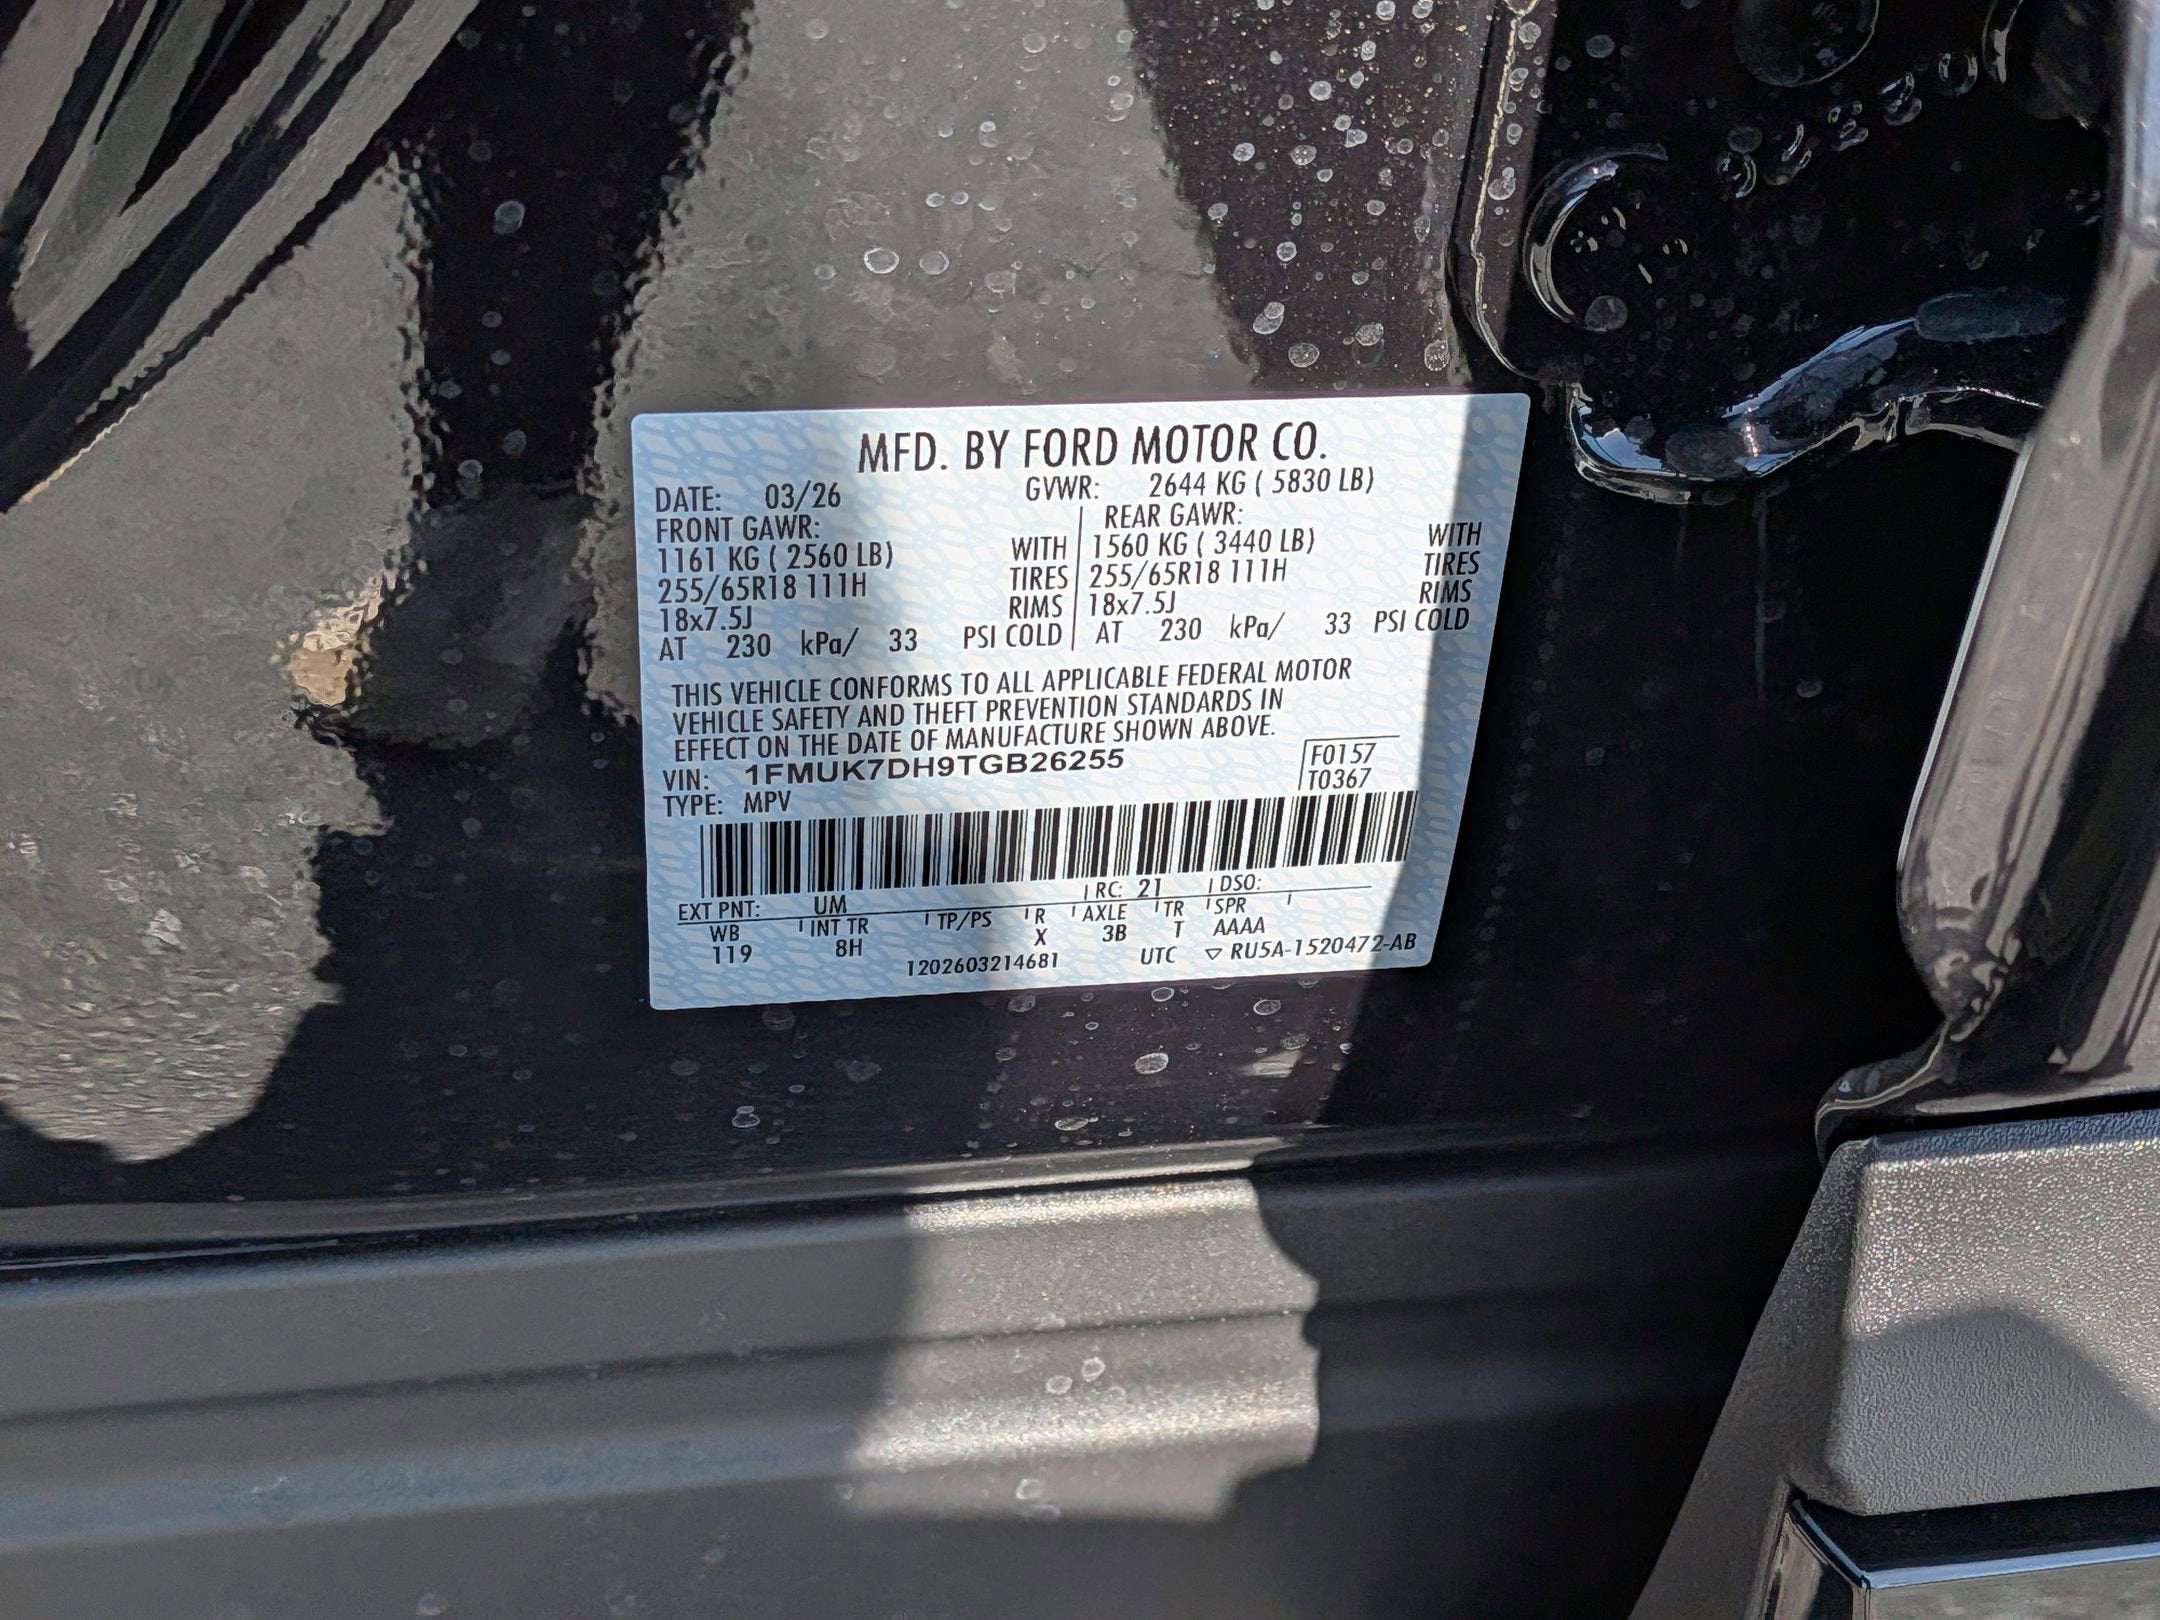 MFD. BY FORD MOTOR CO.
DATE: 03/26 GVWR: 2644 KG ( 5830 LB)
FRONT GAWR: REAR GAWR:
1161 KG ( 2560 LB) WITH 1560 KG ( 3440 LB) WITH
255/65R18 111H TIRES 255/65R18 111H TIRES
18x7.5J RIMS 18x7.5J RIMS
AT 230 kPa/ 33 PSI COLD AT 230 kPa/ 33 PSI COLD
THIS VEHICLE CONFORMS TO ALL APPLICABLE FEDERAL MOTOR
VEHICLE SAFETY AND THEFT PREVENTION STANDARDS IN
EFFECT ON THE DATE OF MANUFACTURE SHOWN ABOVE.
VIN: 1FMUK7DH9TGB26255 F0157
TYPE: MPV T0367
EXT PNT: UM RC: 21 DSO:
WB INT TR TP/PS R AXLE TR SPR
119 8H X 3B T AAAA
1202603214681 UTC ▽ RU5A-1520472-AB